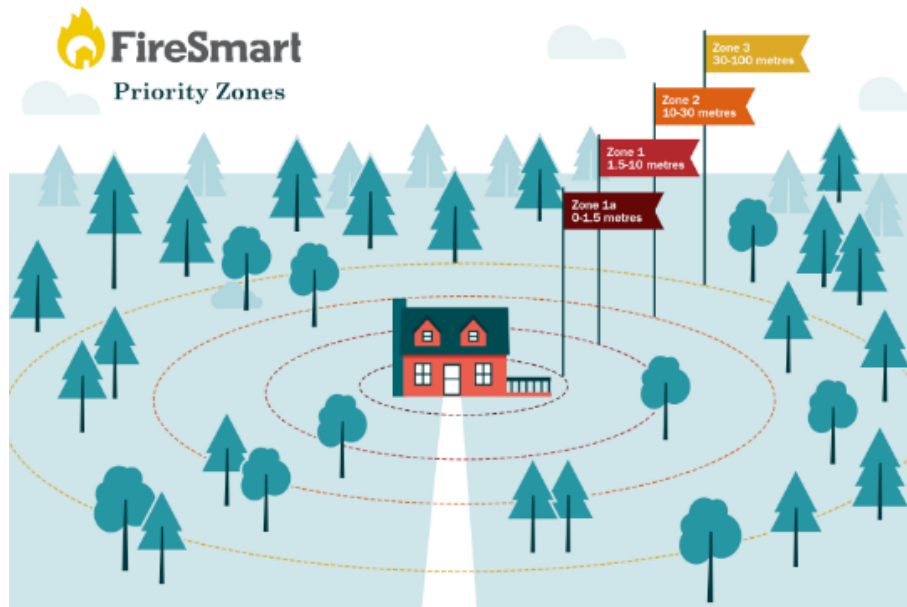 FireSmart
Priority Zones
Zone 3
30-100 metres
Zone 2
10-30 metres
Zone 1
1.5-10 metres
Zone 1a
0-1.5 metres